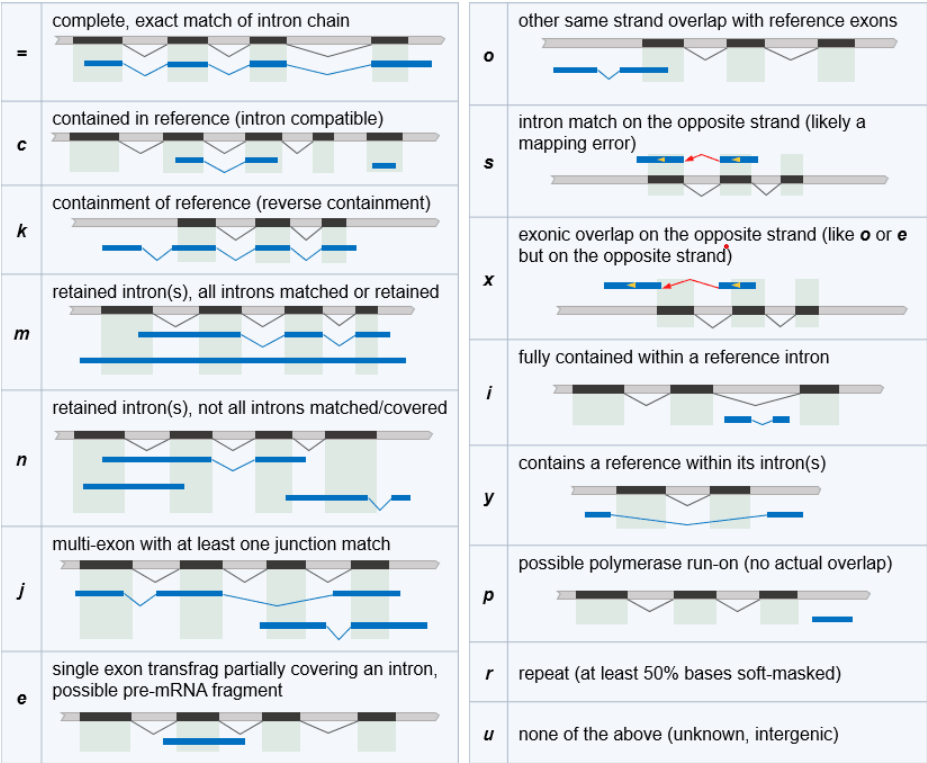 =
complete, exact match of intron chain
c
contained in reference (intron compatible)
k
containment of reference (reverse containment)
m
retained intron(s), all introns matched or retained
n
retained intron(s), not all introns matched/covered
j
multi-exon with at least one junction match
e
single exon transfrag partially covering an intron,
possible pre-mRNA fragment
o
other same strand overlap with reference exons
s
intron match on the opposite strand (likely a
mapping error)
x
exonic overlap on the opposite strand (like o or e
but on the opposite strand)
i
fully contained within a reference intron
y
contains a reference within its intron(s)
p
possible polymerase run-on (no actual overlap)
r
repeat (at least 50% bases soft-masked)
u
none of the above (unknown, intergenic)